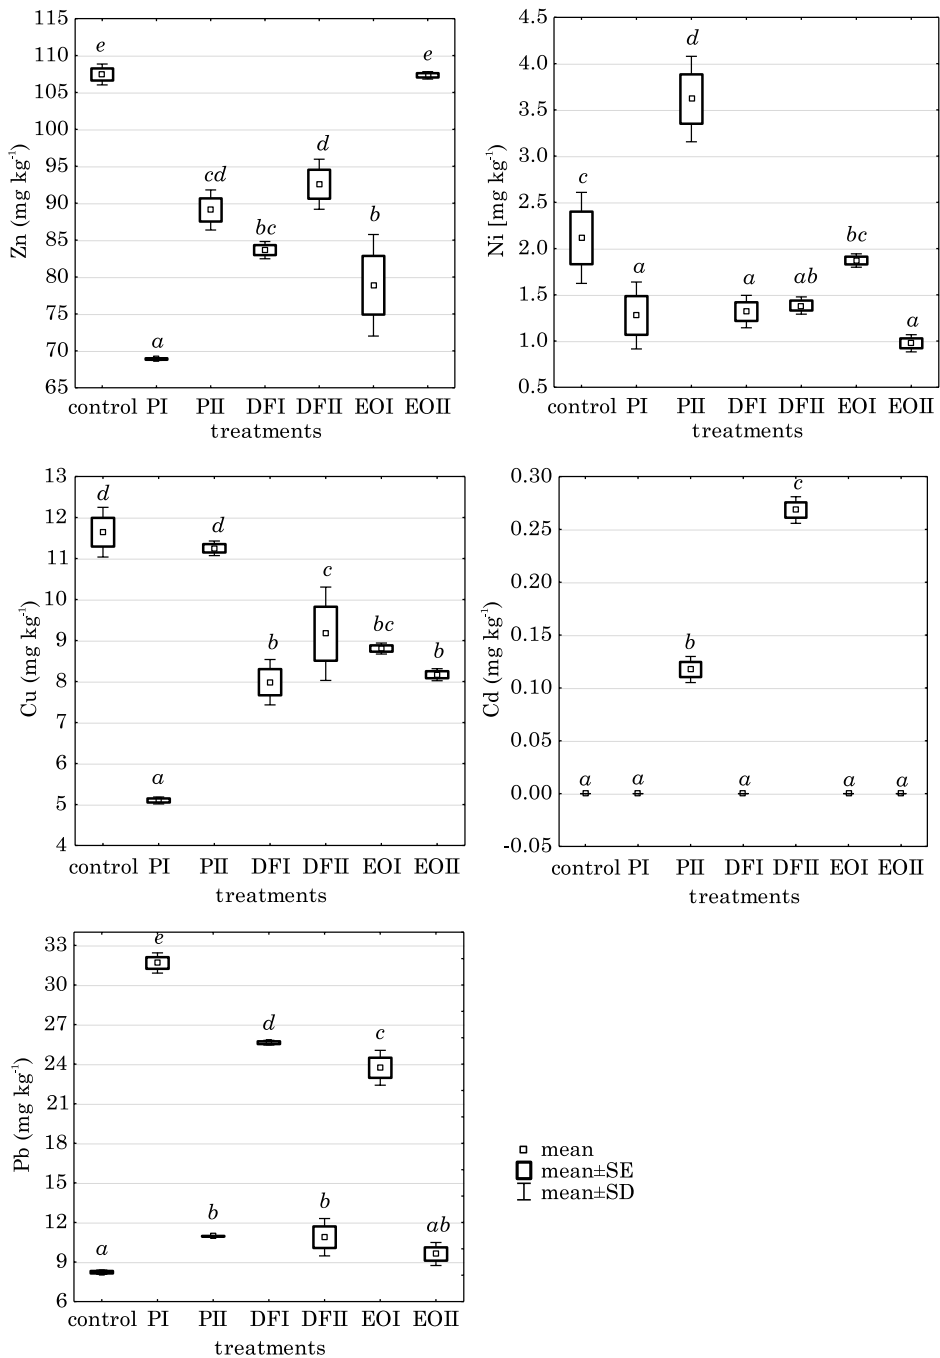 115
110
105
100
95
90
85
80
75
70
65
Zn (mg kg-1)
e
a
cd
bc
d
b
e
control PI PII DFI DFII EOI EOII
treatments
4.5
4.0
3.5
3.0
2.5
2.0
1.5
1.0
0.5
Ni [mg kg-1)
c
a
d
a
ab
bc
a
control PI PII DFI DFII EOI EOII
treatments
13
12
11
10
9
8
7
6
5
4
Cu (mg kg-1)
d
a
d
b
c
bc
b
control PI PII DFI DFII EOI EOII
treatments
0.30
0.25
0.20
0.15
0.10
0.05
0.00
-0.05
Cd (mg kg-1)
a
a
b
a
c
a
a
control PI PII DFI DFII EOI EOII
treatments
33
30
27
24
21
18
15
12
9
6
Pb (mg kg-1)
a
e
b
d
b
c
ab
control PI PII DFI DFII EOI EOII
treatments
mean
mean±SE
mean±SD